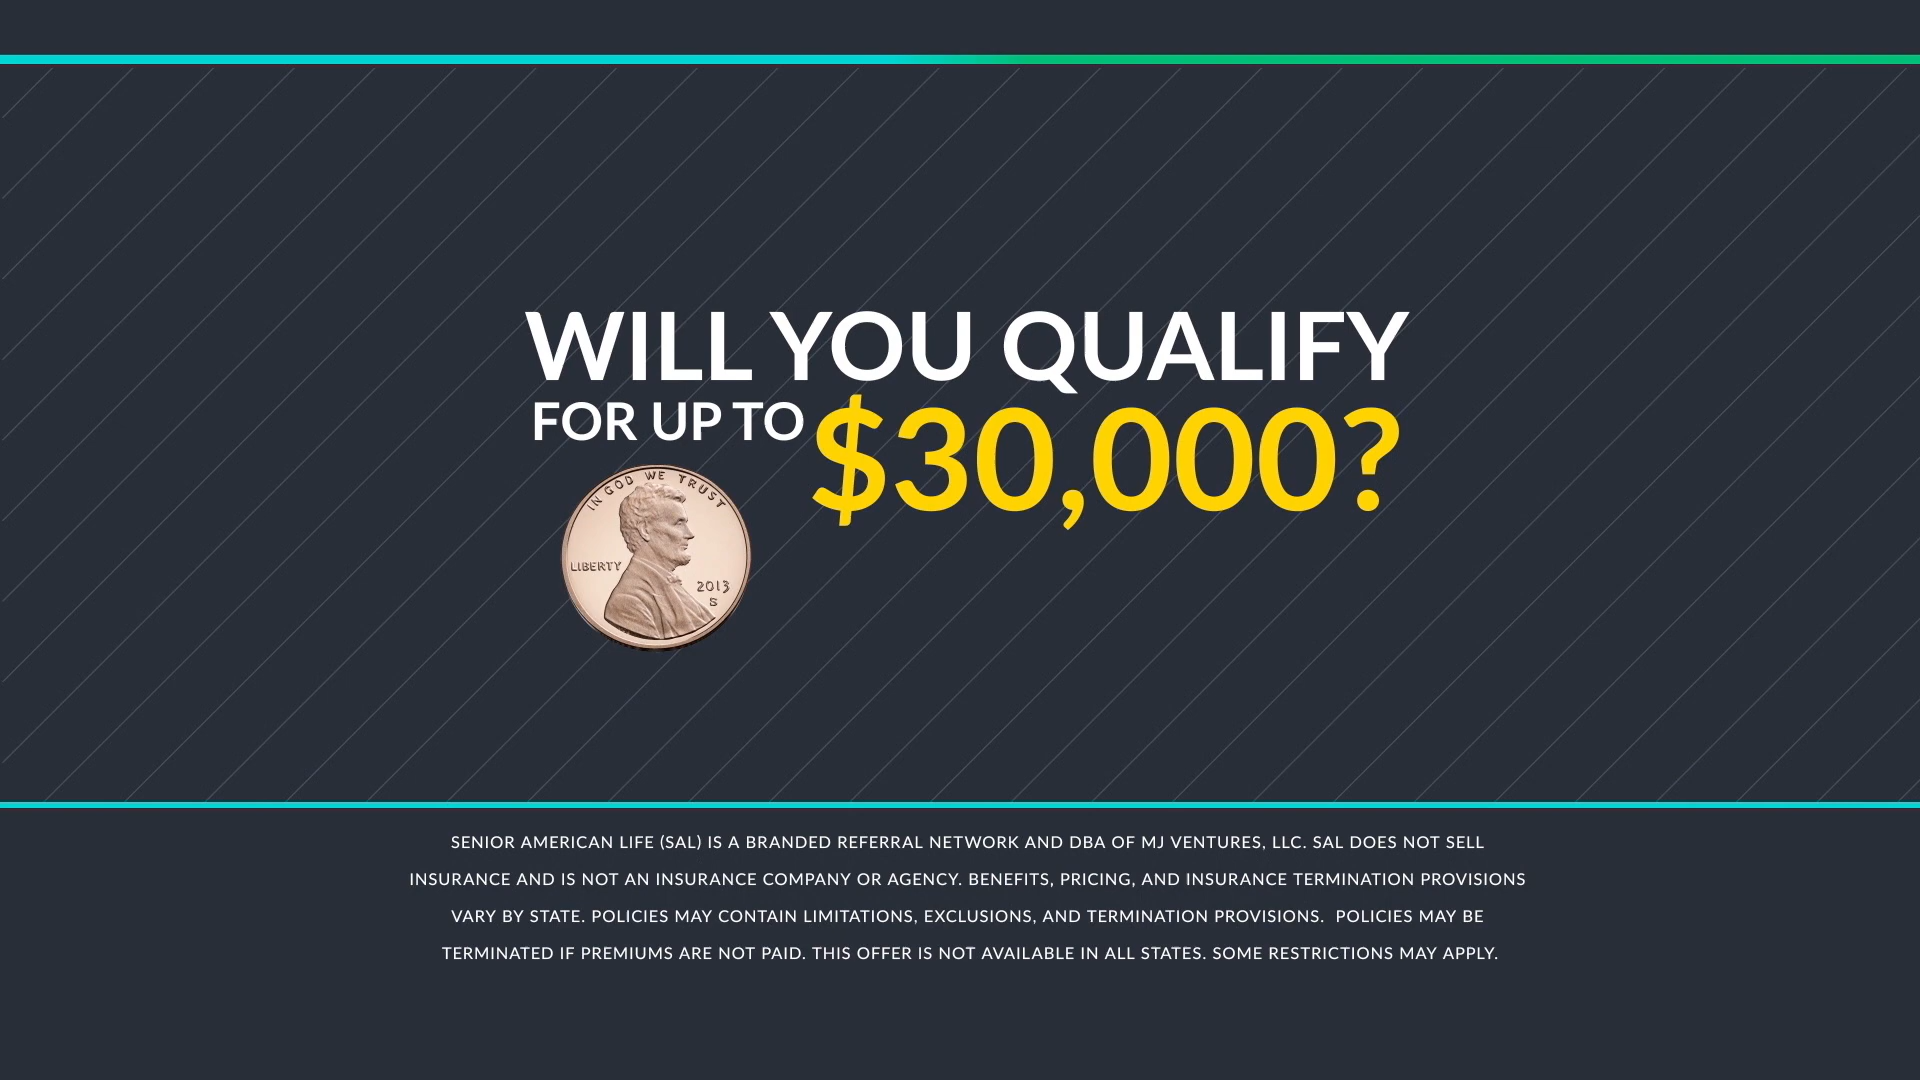 WILL YOU QUALIFY
FOR UP TO $30,000?
IN GOD WE TRUST
LIBERTY
2013
S
SENIOR AMERICAN LIFE (SAL) IS A BRANDED REFERRAL NETWORK AND DBA OF MJ VENTURES, LLC. SAL DOES NOT SELL
INSURANCE AND IS NOT AN INSURANCE COMPANY OR AGENCY. BENEFITS, PRICING, AND INSURANCE TERMINATION PROVISIONS
VARY BY STATE. POLICIES MAY CONTAIN LIMITATIONS, EXCLUSIONS, AND TERMINATION PROVISIONS.  POLICIES MAY BE
TERMINATED IF PREMIUMS ARE NOT PAID. THIS OFFER IS NOT AVAILABLE IN ALL STATES. SOME RESTRICTIONS MAY APPLY.